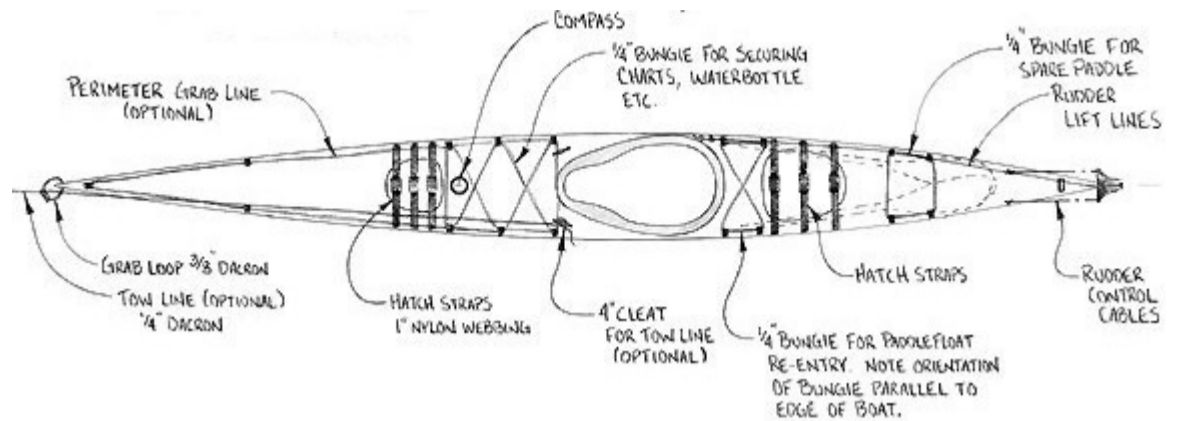 COMPASS
1/4" BUNGIE FOR SECURING
CHARTS, WATERBOTTLE
ETC.
1/4" BUNGIE FOR
SPARE PADDLE
RUDDER
LIFT LINES
PERIMETER GRAB LINE
(OPTIONAL)
GRAB LOOP 3/8" DACRON
TOW LINE (OPTIONAL)
1/4" DACRON
HATCH STRAPS
1" NYLON WEBBING
4" CLEAT
FOR TOW LINE
(OPTIONAL)
1/4" BUNGIE FOR PADDLEFLOAT
RE-ENTRY. NOTE ORIENTATION
OF BUNGIE PARALLEL TO
EDGE OF BOAT.
HATCH STRAPS
RUDDER
CONTROL
CABLES